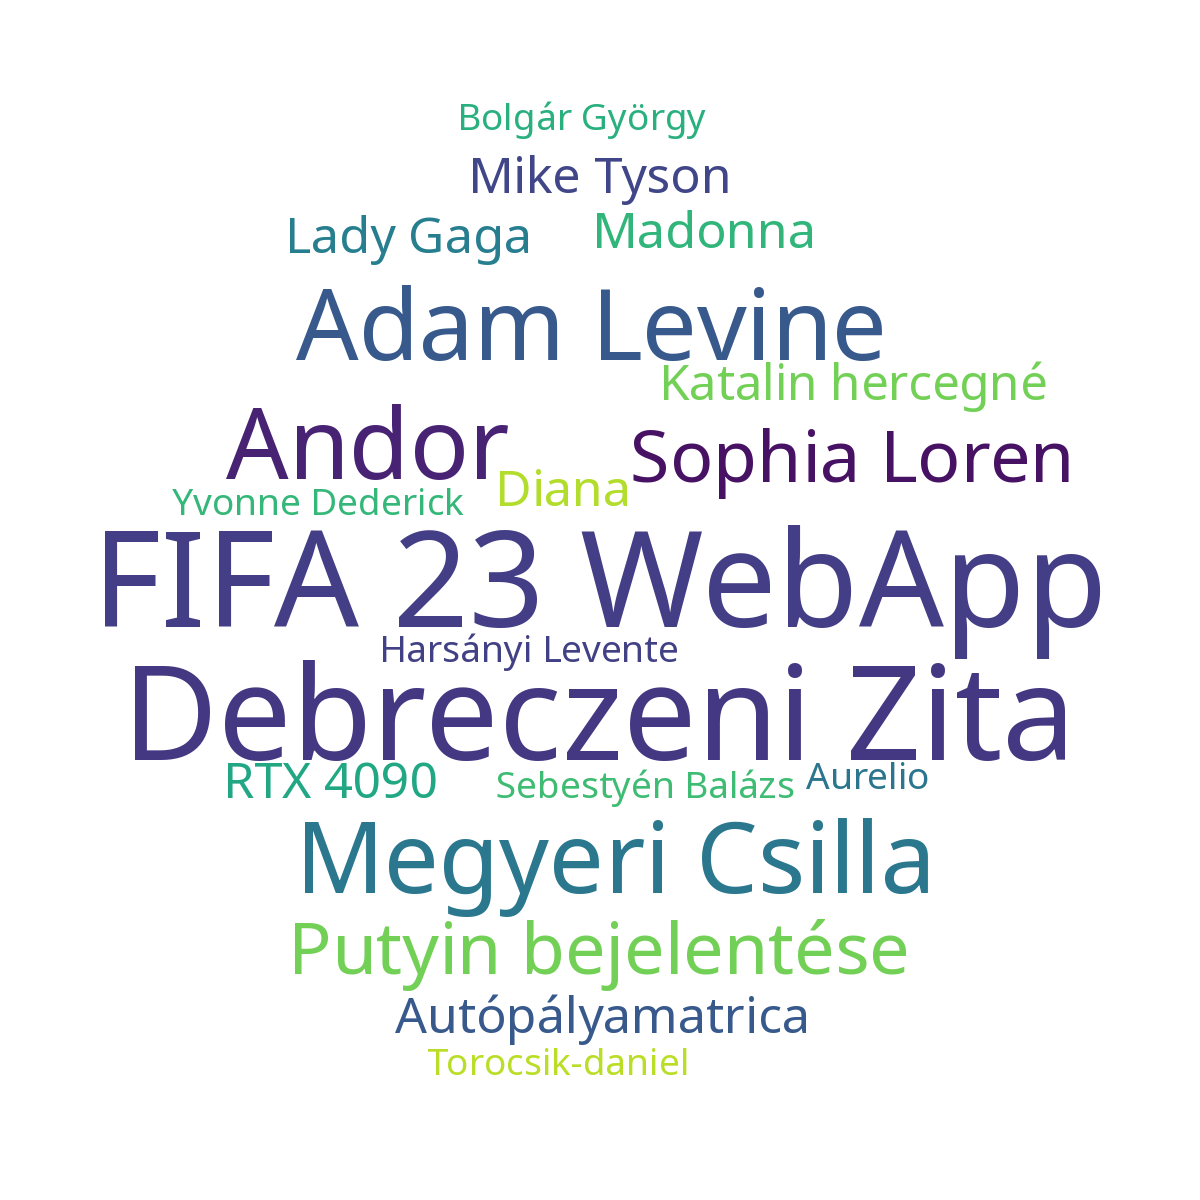 Bolgár György
Mike Tyson
Lady Gaga
Madonna
Adam Levine
Katalin hercegné
Andor
Sophia Loren
Diana
Yvonne Dederick
FIFA 23 WebApp
Harsányi Levente
Debreczeni Zita
RTX 4090
Sebestyén Balázs
Aurelio
Megyeri Csilla
Putyin bejelentése
Autópályamatrica
Torocsik-daniel